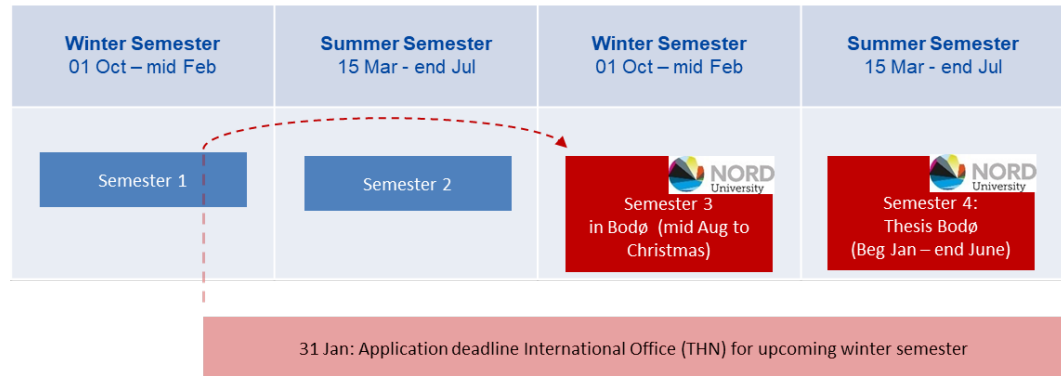 Winter Semester
01 Oct – mid Feb
Summer Semester
15 Mar - end Jul
Winter Semester
01 Oct – mid Feb
Summer Semester
15 Mar - end Jul
Semester 1
Semester 2
NORD
University
Semester 3
in Bodø (mid Aug to
Christmas)
NORD
University
Semester 4:
Thesis Bodø
(Beg Jan – end June)
31 Jan: Application deadline International Office (THN) for upcoming winter semester